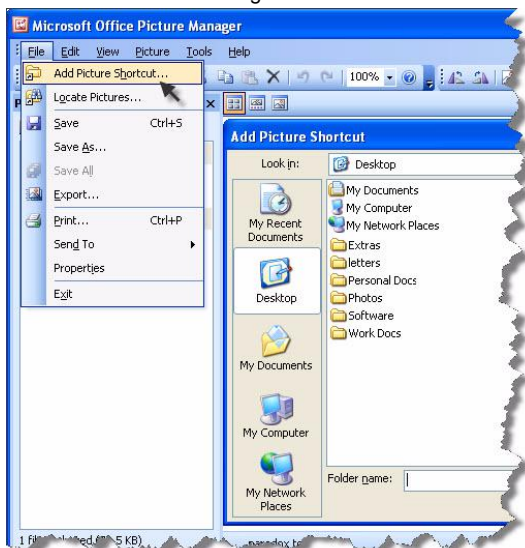 Microsoft Office Picture Manager
File Edit View Picture Tools Help
100%
Add Picture Shortcut...
Locate Pictures...
Save Ctrl+S
Save As...
Save All
Export...
Print... Ctrl+P
Send To
Properties
Exit
Add Picture Shortcut
Look in: Desktop
My Recent Documents
Desktop
My Documents
My Computer
My Network Places
My Documents
My Computer
My Network Places
Extras
letters
Personal Docs
Photos
Software
Work Docs
Folder name:
1 5 KB)